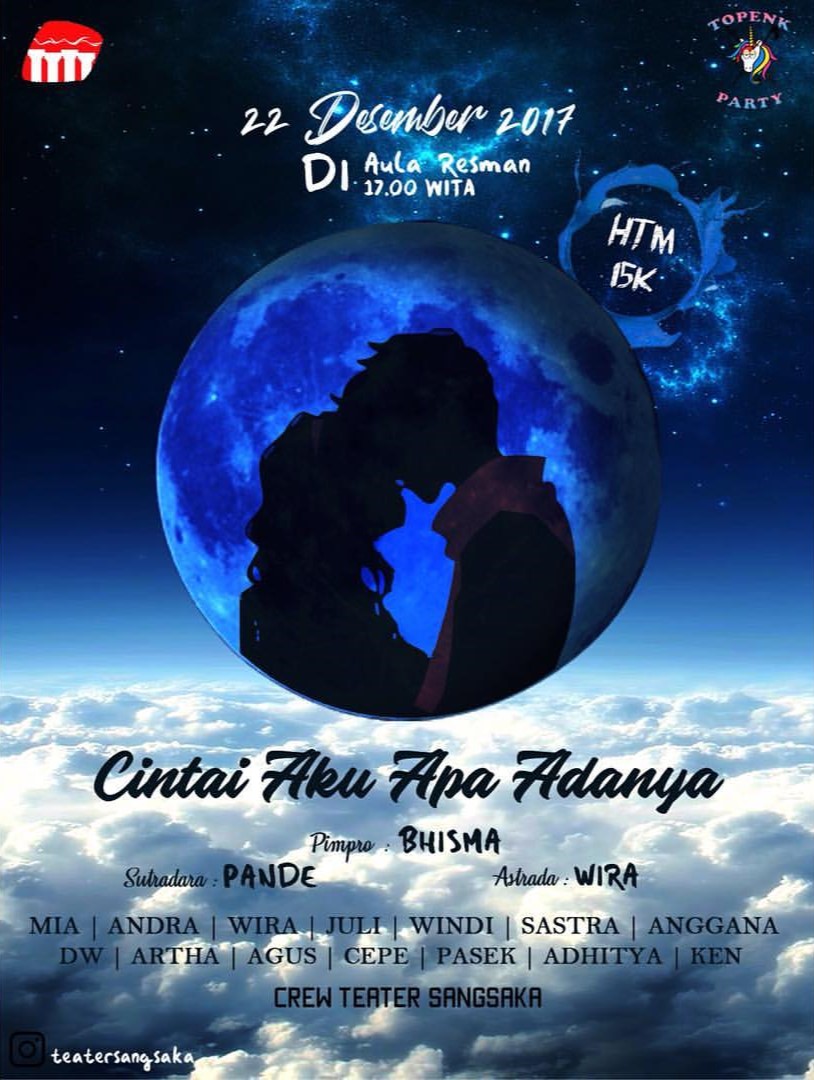 TOPENK
PARTY
22 Desember 2017
DI Aula Resman
17.00 WITA
HTM
15K
Cintai Aku Apa Adanya
Pimpro : BHISMA
Sutradara : PANDE
Astrada : WIRA
MIA | ANDRA | WIRA | JULI | WINDI | SASTRA | ANGGANA
DW | ARTHA | AGUS | CEPE | PASEK | ADHITYA | KEN
CREW TEATER SANGSAKA
teatersangsaka